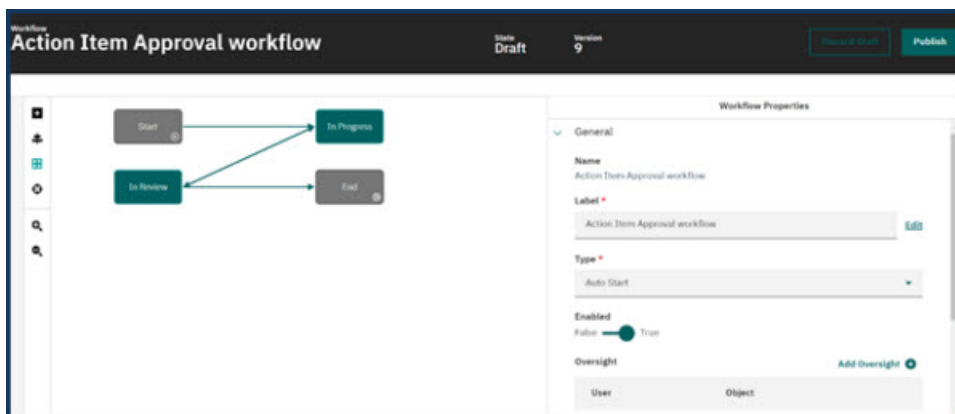 Workflow
Action Item Approval workflow
State
Draft
Version
9
Discard Draft
Publish
Start
In Progress
In Review
End
Workflow Properties
General
Name
Action Item Approval workflow
Label *
Action Item Approval workflow
Edit
Type *
Auto Start
Enabled
False
True
Oversight
Add Oversight
User
Object